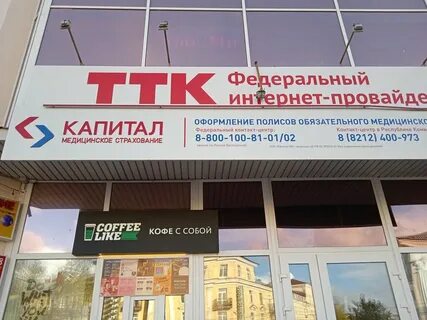 ТТК Федеральный
интернет-провайде
КАПИТАЛ
МЕДИЦИНСКОЕ СТРАХОВАНИЕ
ОФОРМЛЕНИЕ ПОЛИСОВ ОБЯЗАТЕЛЬНОГО МЕДИЦИНСКО
Федеральный контакт-центр:
8-800-100-81-01/02
Контакт-центр в Республике Коми
8 (8212) 400-973
COFFEE
LIKE
КОФЕ С СОБОЙ